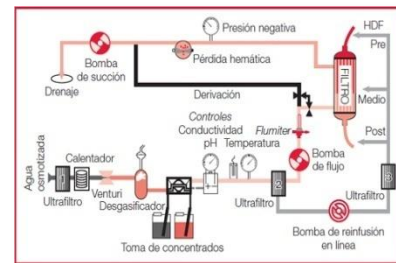 Presión negativa
HDF
Pre
Bomba
de succión
Pérdida hemática
FILTRO
Drenaje
Derivación
Medio
Controles
Conductividad
pH Temperatura
Flumiter
Post
Agua
osmotizada
Calentador
Bomba
de flujo
Venturi
Ultrafiltro
Desgasificador
Ultrafiltro
Ultrafiltro
Toma de concentrados
Bomba de reinfusión
en línea